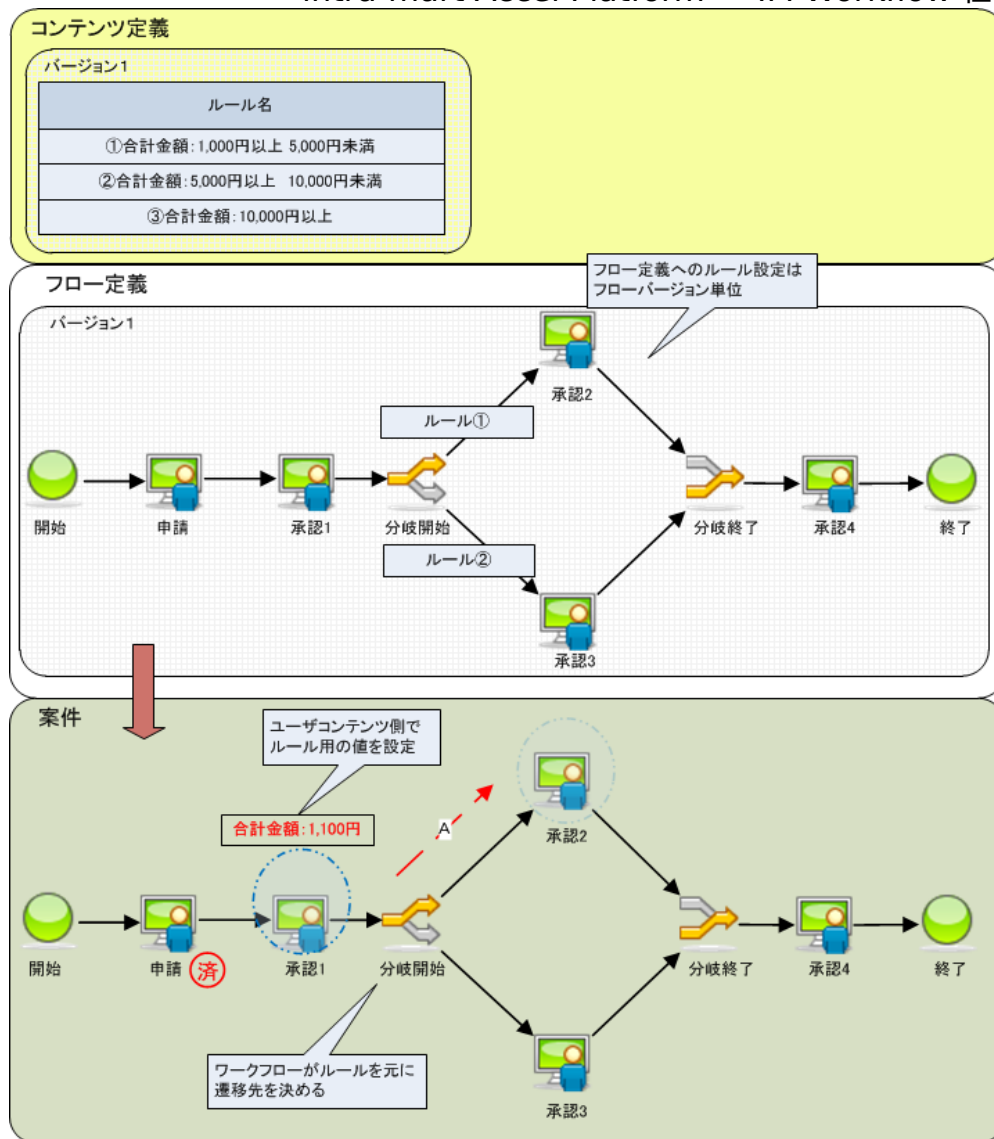 コンテンツ定義
バージョン1
ルール名
①合計金額：1,000円以上 5,000円未満
②合計金額：5,000円以上 10,000円未満
③合計金額：10,000円以上
フロー定義
フロー定義へのルール設定は
フローバージョン単位
バージョン1
承認2
ルール①
開始
申請
承認1
分岐開始
分岐終了
承認4
終了
ルール②
承認3
案件
ユーザコンテンツ側で
ルール用の値を設定
合計金額：1,100円
A
承認2
開始
申請
済
承認1
分岐開始
分岐終了
承認4
終了
ワークフローがルールを元に
遷移先を決める
承認3